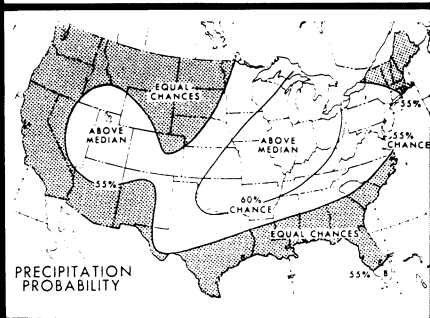 EQUAL
CHANCES
ABOVE
MEDIAN
ABOVE
MEDIAN
55%
55%
CHANCE
55%
60%
CHANCE
EQUAL CHANCES
PRECIPITATION
PROBABILITY
55% B